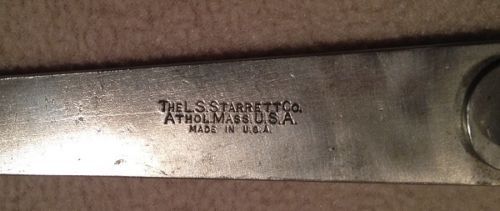 THE L.S. STARRETT CO.
ATHOL, MASS. U.S.A.
MADE IN U.S.A.